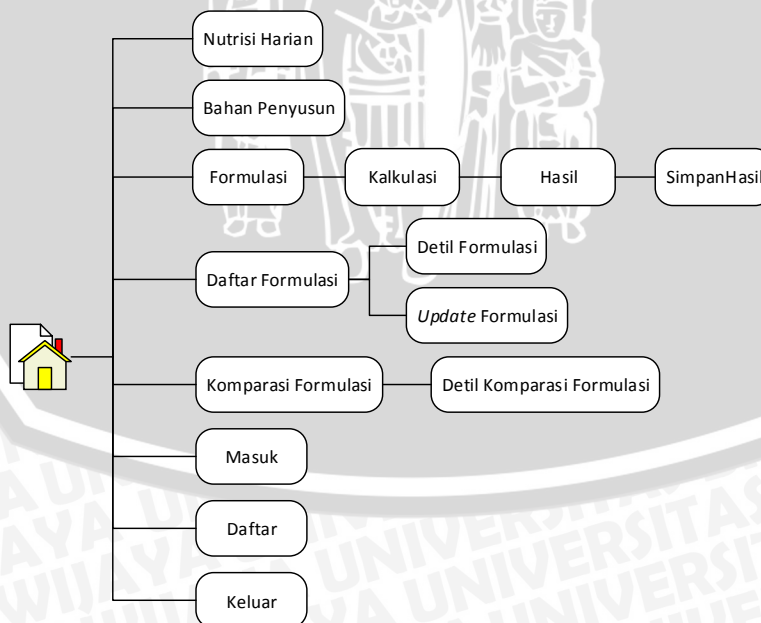 Nutrisi Harian
Bahan Penyusun
Formulasi
Kalkulasi
Hasil
SimpanHasil
Daftar Formulasi
Detil Formulasi
Update Formulasi
Komparasi Formulasi
Detil Komparasi Formulasi
Masuk
Daftar
Keluar